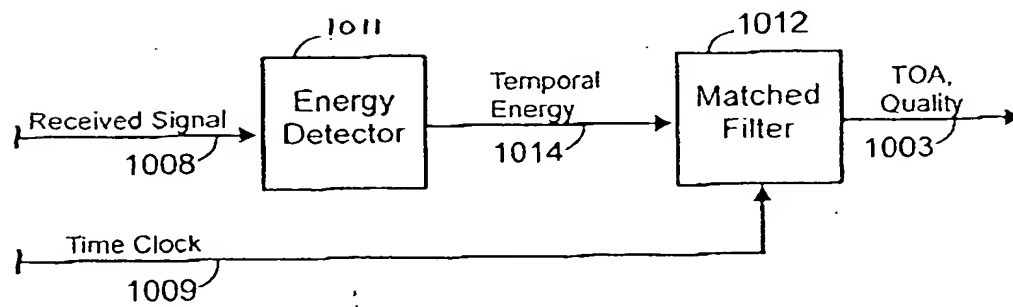 1011
1012
Energy
Detector
Temporal
Energy
1014
Matched
Filter
TOA,
Quality
1003
Received Signal
1008
Time Clock
1009